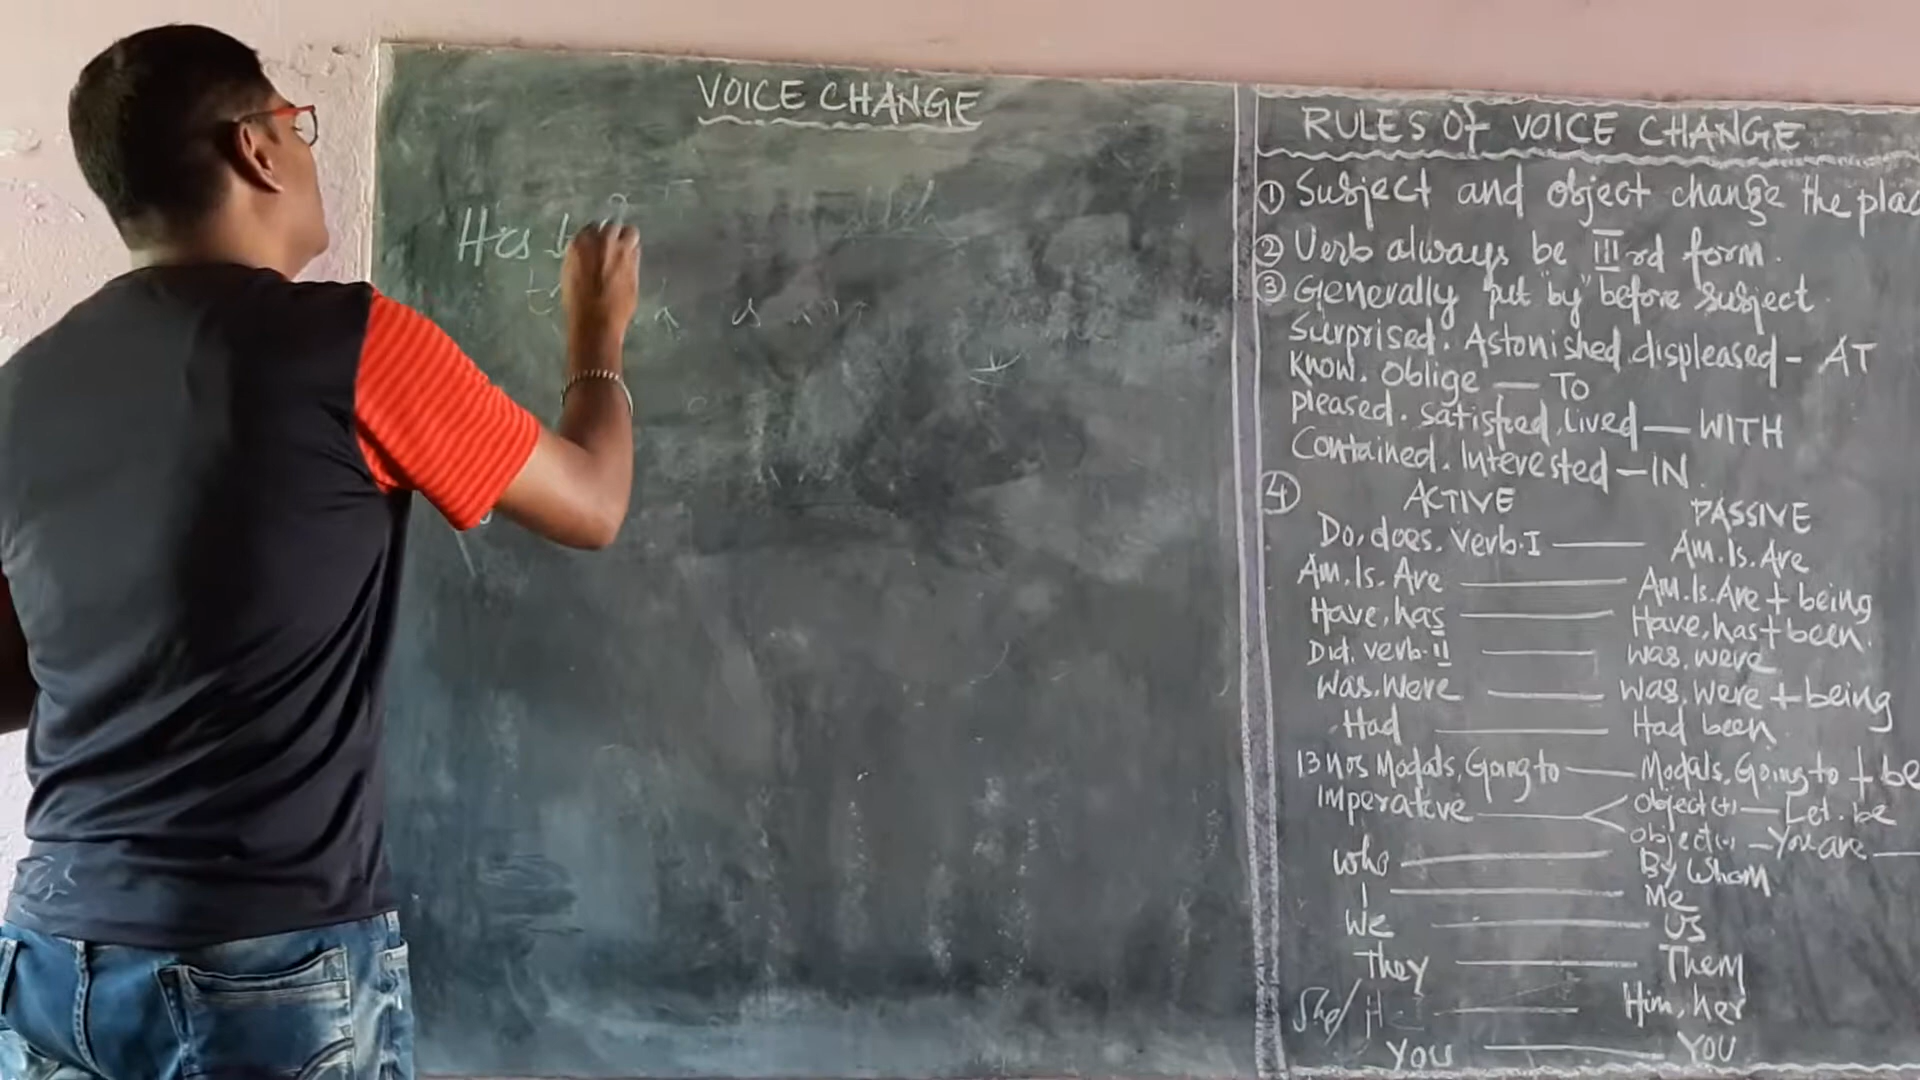 VOICE CHANGE
His
RULES Of VOICE CHANGE
① Subject and object change the plac
② Verb always be IIIrd form.
③ Generally put "by" before subject.
Surprised. Astonished. displeased - AT
Know. Oblige — TO
pleased. satisfied, lived — WITH
Contained. Interested — IN.
④ ACTIVE PASSIVE
Do, does. Verb. I — Am. Is. Are
Am. Is. Are — Am. Is. Are + being
Have, has — Have, has + been.
Did. verb. II — was. were
Was. Were — Was. were + being
Had — Had been
13 nos Modals, Going to — Modals, Going to + be
Imperative — Object (+) — Let. be
object (-) — You are —
Who — By Whom
I — Me
We — Us
They — Them
She/He — Him, her
YOU — YOU